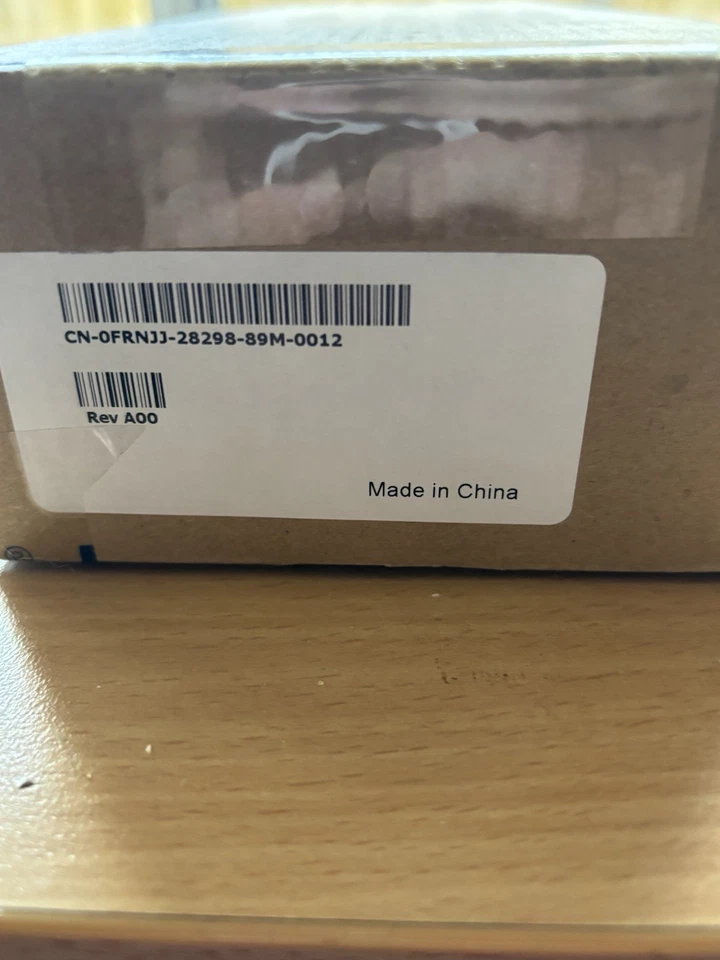 CN-0FRNJJ-28298-89M-0012
Rev A00
Made in China